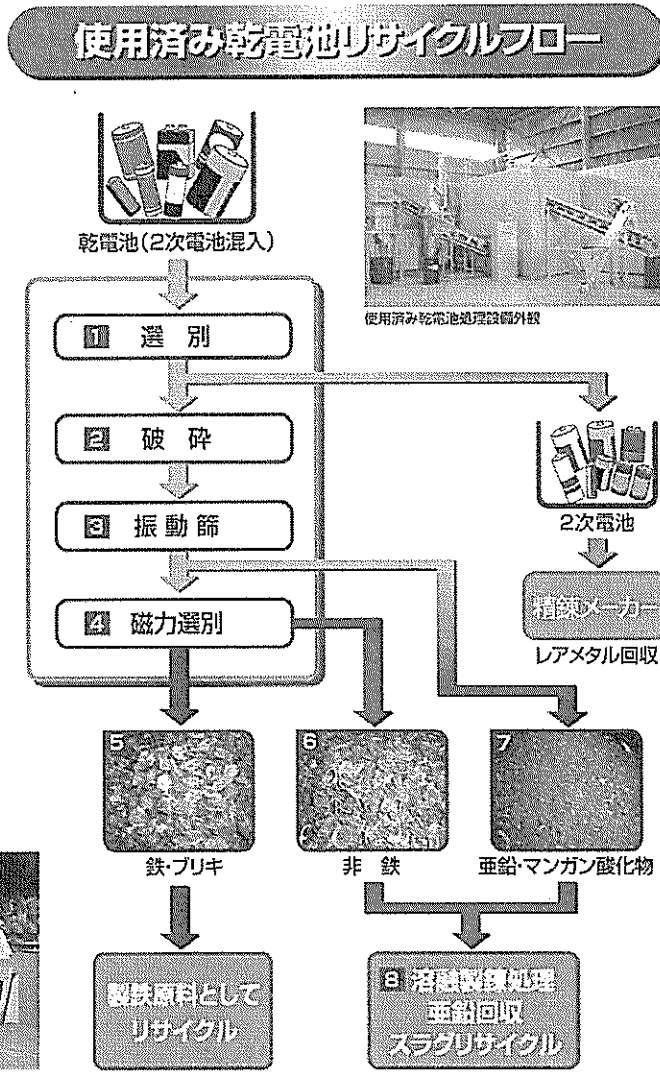 使用済み乾電池リサイクルフロー
乾電池(2次電池混入)
使用済み乾電池処理設備外観
1 選別
2 破砕
2次電池
3 振動篩
精錬メーカー
4 磁力選別
レアメタル回収
5
6
7
鉄・ブリキ
非鉄
亜鉛・マンガン酸化物
製鉄原料として
リサイクル
8 溶融製錬処理
亜鉛回収
スラグリサイクル